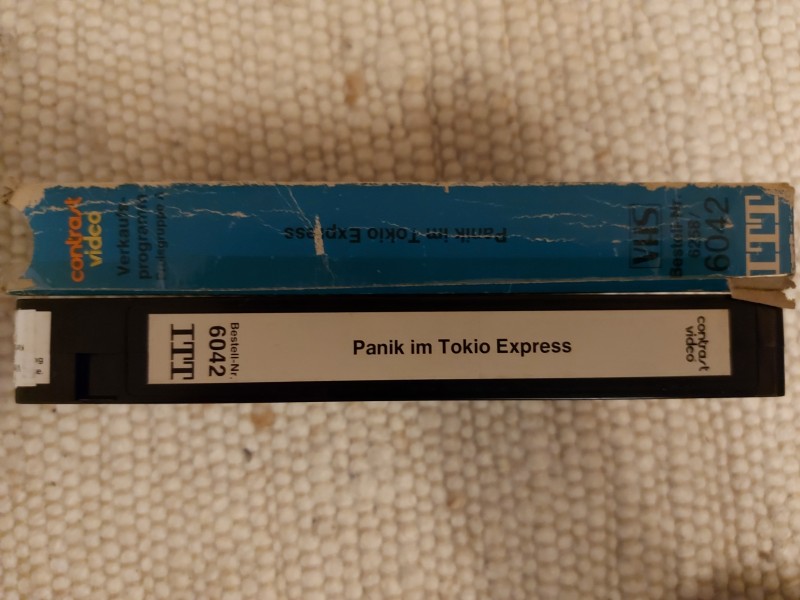 contrast
video
Verkaufs-
programm
Panik im Tokio Express
VHS
Bestell-Nr.
6258/
6042
ITT
ITT
6042
Bestell-Nr.
Panik im Tokio Express
contrast
video